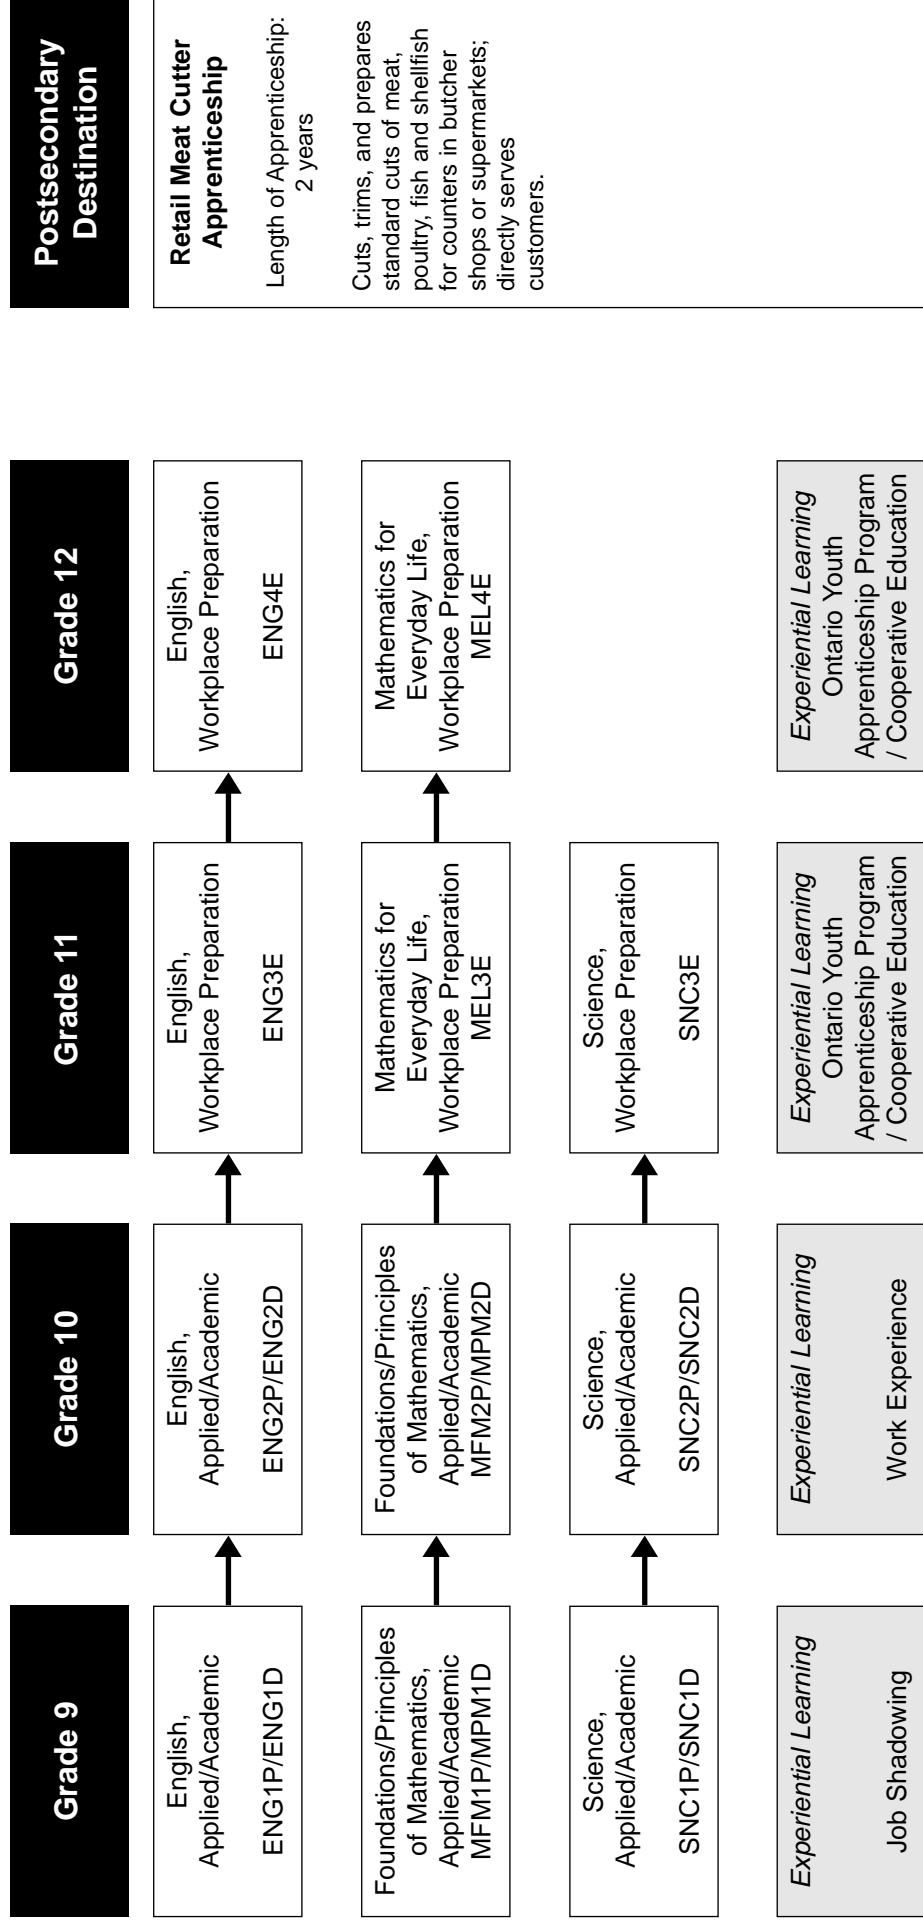 Grade 9
Grade 10
Grade 11
Grade 12
Postsecondary
Destination
English,
Applied/Academic
ENG1P/ENG1D
English,
Applied/Academic
ENG2P/ENG2D
English,
Workplace Preparation
ENG3E
English,
Workplace Preparation
ENG4E
Retail Meat Cutter
Apprenticeship
Length of Apprenticeship:
2 years
Cuts, trims, and prepares
standard cuts of meat,
poultry, fish and shellfish
for counters in butcher
shops or supermarkets;
directly serves
customers.
Foundations/Principles
of Mathematics,
Applied/Academic
MFM1P/MPM1D
Foundations/Principles
of Mathematics,
Applied/Academic
MFM2P/MPM2D
Mathematics for
Everyday Life,
Workplace Preparation
MEL3E
Mathematics for
Everyday Life,
Workplace Preparation
MEL4E
Science,
Applied/Academic
SNC1P/SNC1D
Science,
Applied/Academic
SNC2P/SNC2D
Science,
Workplace Preparation
SNC3E
Experiential Learning
Job Shadowing
Experiential Learning
Work Experience
Experiential Learning
Ontario Youth
Apprenticeship Program
/ Cooperative Education
Experiential Learning
Ontario Youth
Apprenticeship Program
/ Cooperative Education